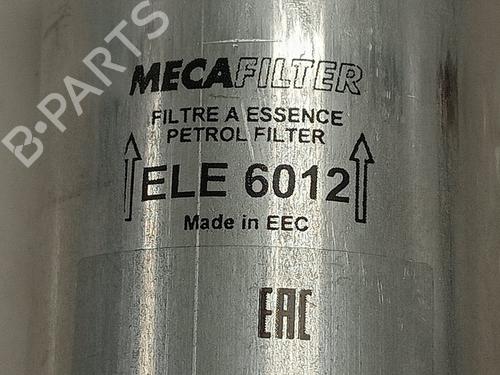 B-PARTS
MECAFILTER
FILTRE A ESSENCE
PETROL FILTER
ELE 6012
Made in EEC
EAC